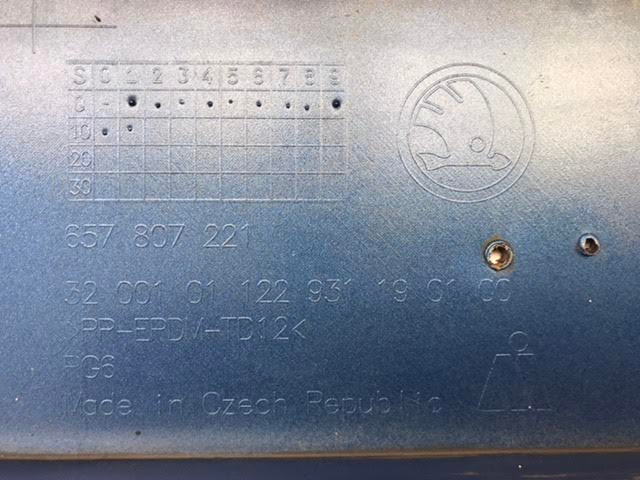 S 0 1 2 3 4 5 6 7 8 9
0
10
20
30
657 807 221
32 001 01 122 931 19 01 00
>PP-EPDM-TD12<
PG6
Made in Czech Republic